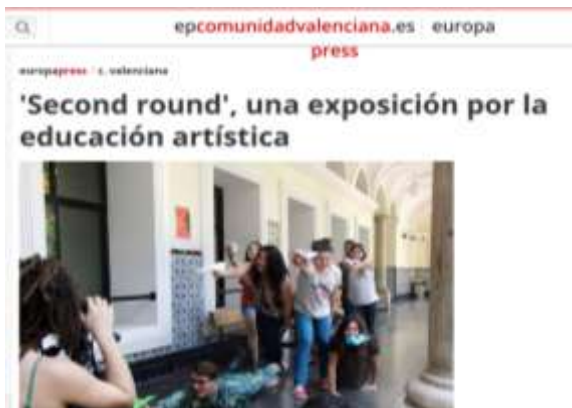 epcomunidadvalenciana.es europa
press
europapress c. valenciana
'Second round', una exposición por la
educación artística